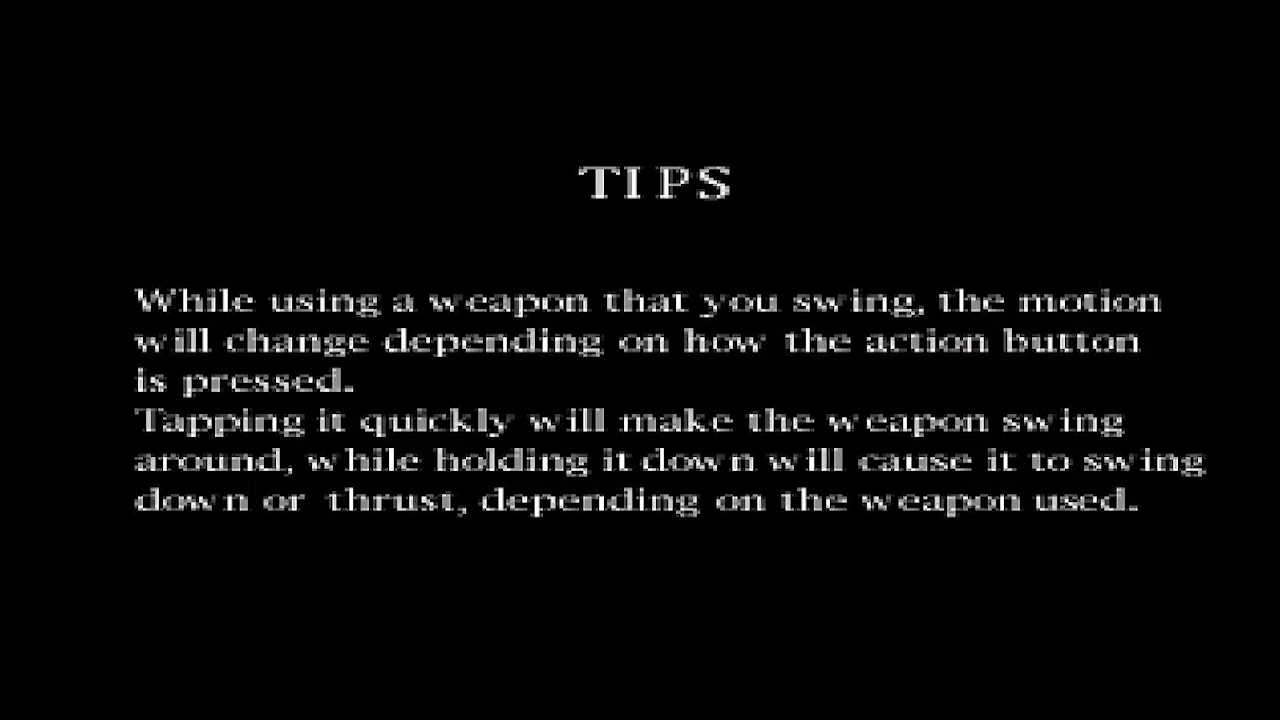 TIPS
While using a weapon that you swing, the motion
will change depending on how the action button
is pressed.
Tapping it quickly will make the weapon swing
around, while holding it down will cause it to swing
down or thrust, depending on the weapon used.